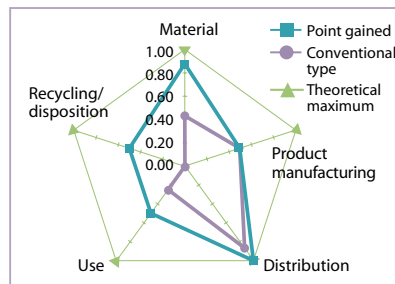 Material
1.00
0.80
0.60
0.40
0.20
0.00
Point gained
Conventional
type
Theoretical
maximum
Recycling/
disposition
Product
manufacturing
Use
Distribution